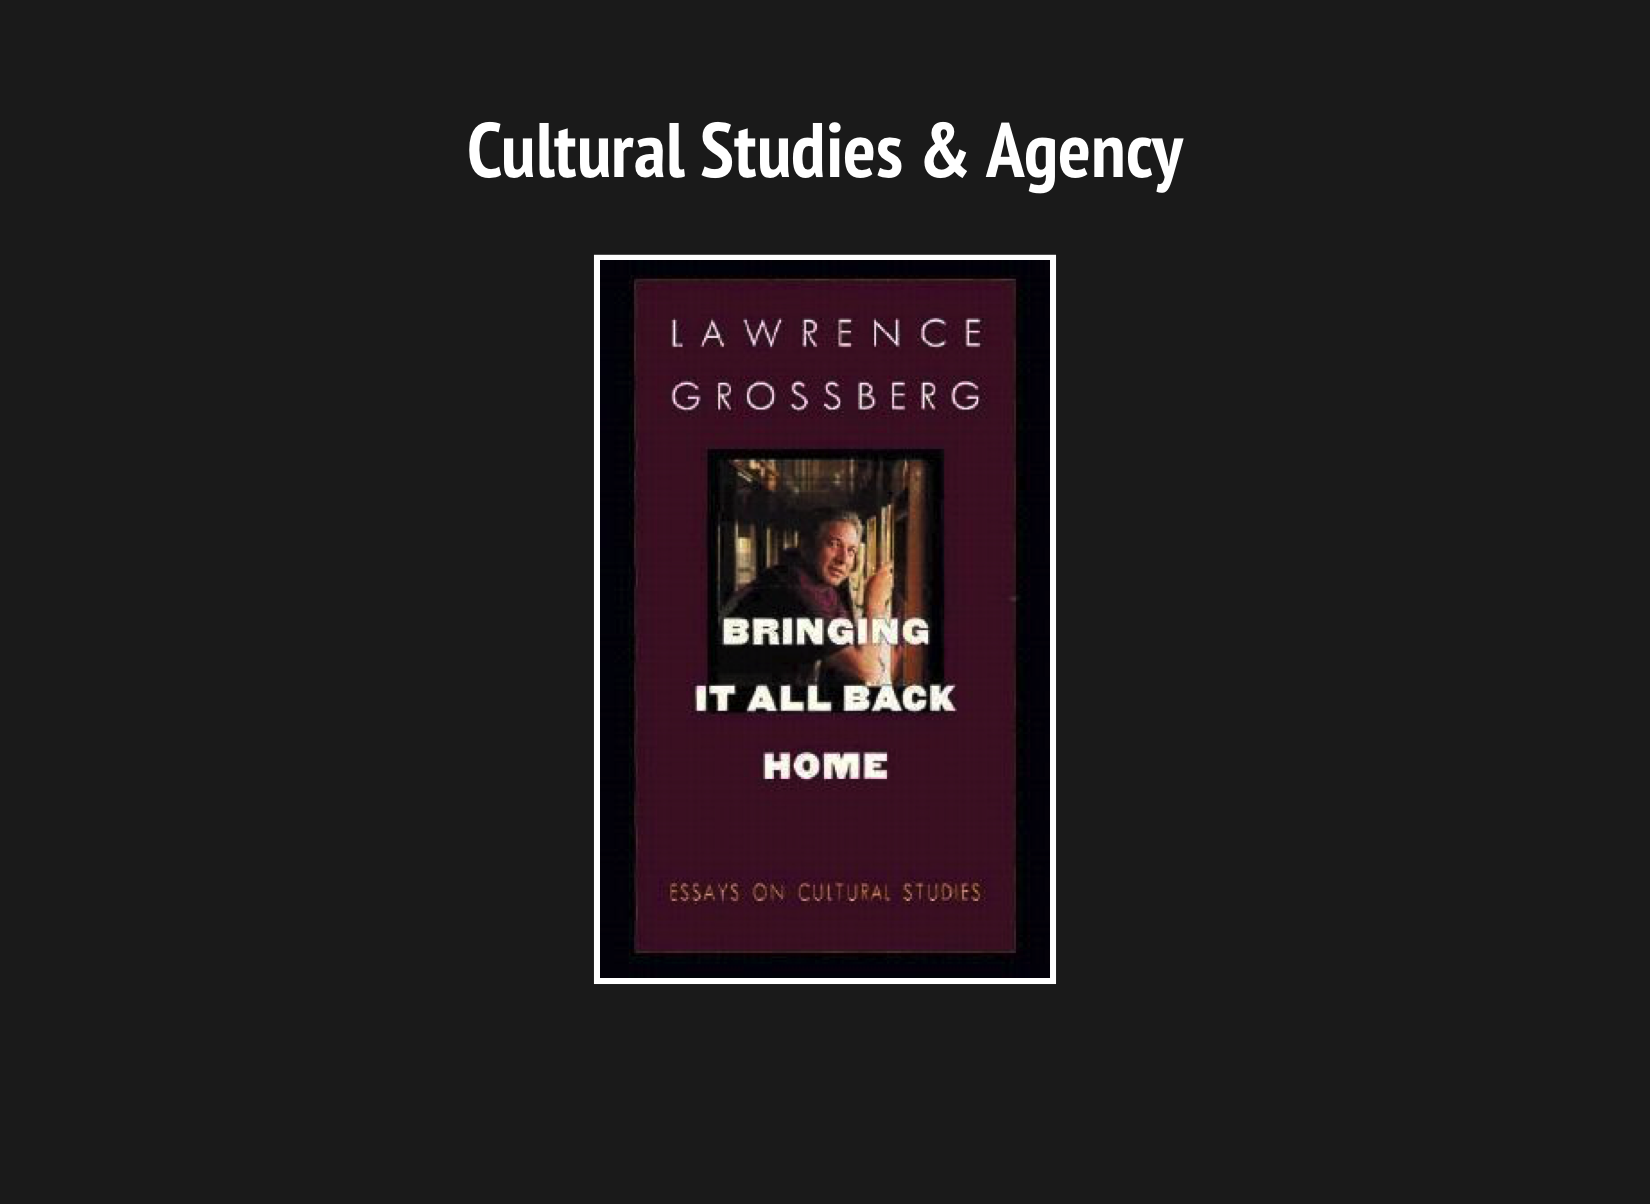 Cultural Studies & Agency
LAWRENCE
GROSSBERG
BRINGING
IT ALL BACK
HOME
ESSAYS ON CULTURAL STUDIES